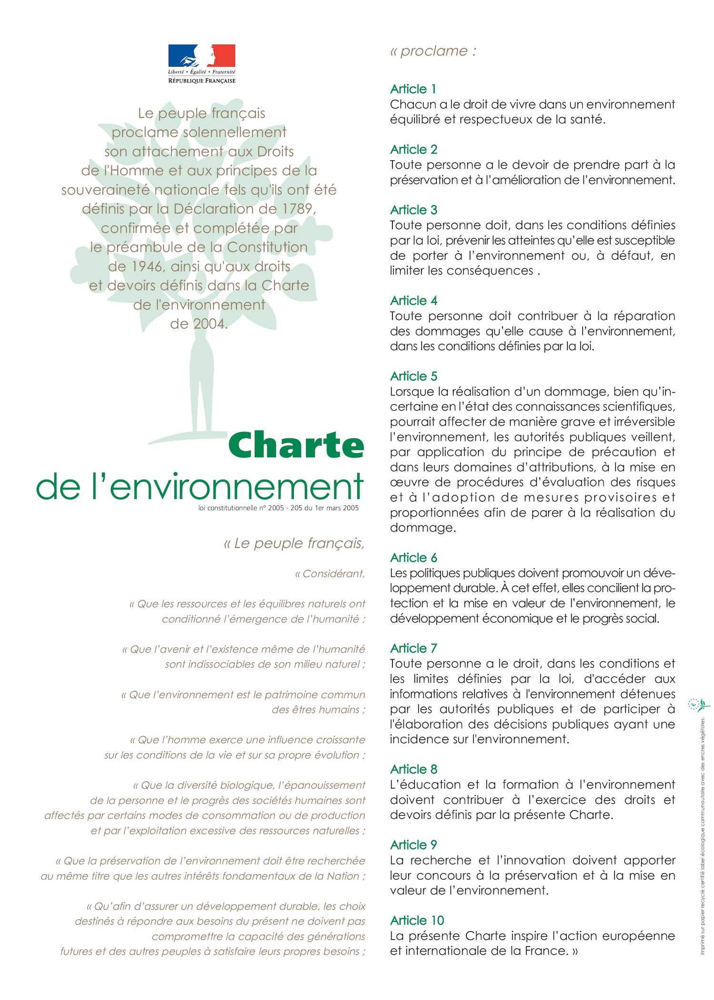 Liberté • Égalité • Fraternité
RÉPUBLIQUE FRANÇAISE
Le peuple français
proclame solennellement
son attachement aux Droits
de l'Homme et aux principes de la
souveraineté nationale tels qu'ils ont été
définis par la Déclaration de 1789,
confirmée et complétée par
le préambule de la Constitution
de 1946, ainsi qu'aux droits
et devoirs définis dans la Charte
de l'environnement
de 2004.
Charte
de l’environnement
loi constitutionnelle n° 2005 - 205 du 1er mars 2005
« Le peuple français,
« Considérant,
« Que les ressources et les équilibres naturels ont
conditionné l’émergence de l’humanité ;
« Que l’avenir et l’existence même de l’humanité
sont indissociables de son milieu naturel ;
« Que l’environnement est le patrimoine commun
des êtres humains ;
« Que l’homme exerce une influence croissante
sur les conditions de la vie et sur sa propre évolution ;
« Que la diversité biologique, l’épanouissement
de la personne et le progrès des sociétés humaines sont
affectés par certains modes de consommation ou de production
et par l’exploitation excessive des ressources naturelles ;
« Que la préservation de l’environnement doit être recherchée
au même titre que les autres intérêts fondamentaux de la Nation ;
« Qu’afin d’assurer un développement durable, les choix
destinés à répondre aux besoins du présent ne doivent pas
compromettre la capacité des générations
futures et des autres peuples à satisfaire leurs propres besoins ;
« proclame :
Article 1
Chacun a le droit de vivre dans un environnement
équilibré et respectueux de la santé.
Article 2
Toute personne a le devoir de prendre part à la
préservation et à l’amélioration de l’environnement.
Article 3
Toute personne doit, dans les conditions définies
par la loi, prévenir les atteintes qu’elle est susceptible
de porter à l’environnement ou, à défaut, en
limiter les conséquences .
Article 4
Toute personne doit contribuer à la réparation
des dommages qu’elle cause à l’environnement,
dans les conditions définies par la loi.
Article 5
Lorsque la réalisation d’un dommage, bien qu’in-
certaine en l’état des connaissances scientifiques,
pourrait affecter de manière grave et irréversible
l’environnement, les autorités publiques veillent,
par application du principe de précaution et
dans leurs domaines d’attributions, à la mise en
œuvre de procédures d’évaluation des risques
et à l’adoption de mesures provisoires et
proportionnées afin de parer à la réalisation du
dommage.
Article 6
Les politiques publiques doivent promouvoir un déve-
loppement durable. À cet effet, elles concilient la pro-
tection et la mise en valeur de l’environnement, le
développement économique et le progrès social.
Article 7
Toute personne a le droit, dans les conditions et
les limites définies par la loi, d'accéder aux
informations relatives à l'environnement détenues
par les autorités publiques et de participer à
l'élaboration des décisions publiques ayant une
incidence sur l'environnement.
Article 8
L’éducation et la formation à l’environnement
doivent contribuer à l’exercice des droits et
devoirs définis par la présente Charte.
Article 9
La recherche et l’innovation doivent apporter
leur concours à la préservation et à la mise en
valeur de l’environnement.
Article 10
La présente Charte inspire l’action européenne
et internationale de la France. »
Imprimé sur papier recyclé certifié label écologique communautaire avec des encres végétales.